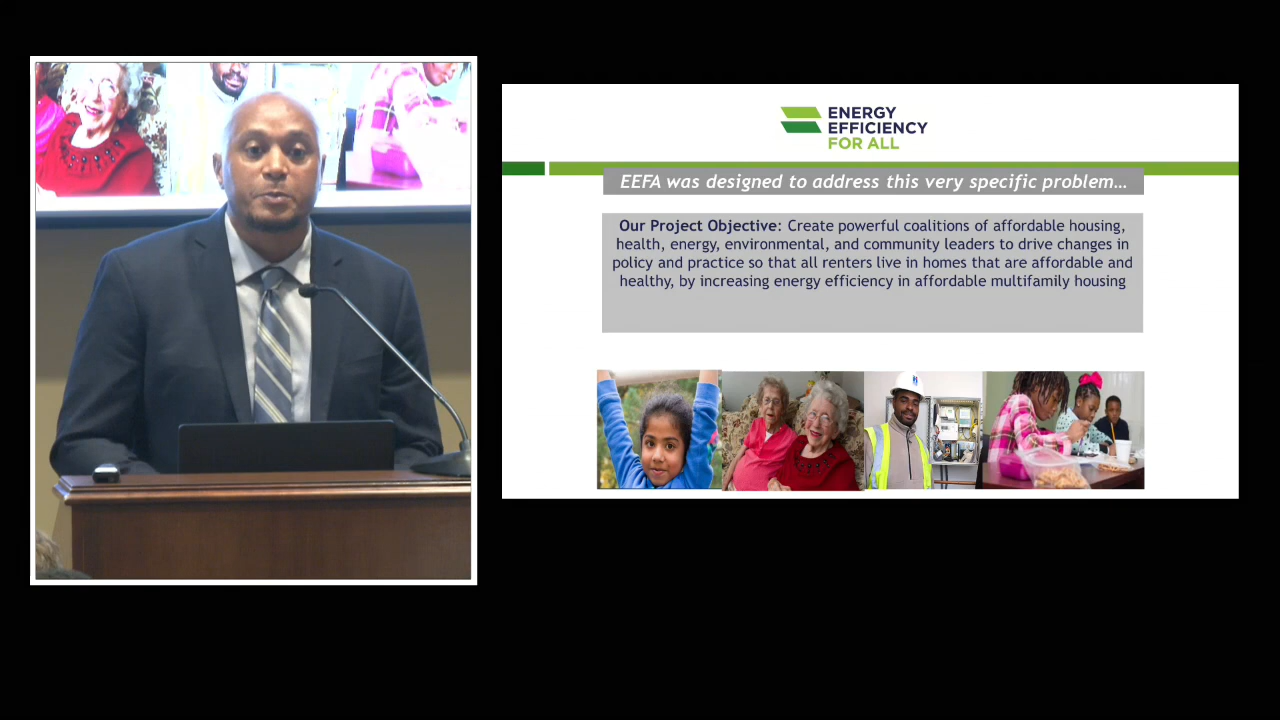 ENERGY
EFFICIENCY
FOR ALL
EEFA was designed to address this very specific problem…
Our Project Objective: Create powerful coalitions of affordable housing,
health, energy, environmental, and community leaders to drive changes in
policy and practice so that all renters live in homes that are affordable and
healthy, by increasing energy efficiency in affordable multifamily housing